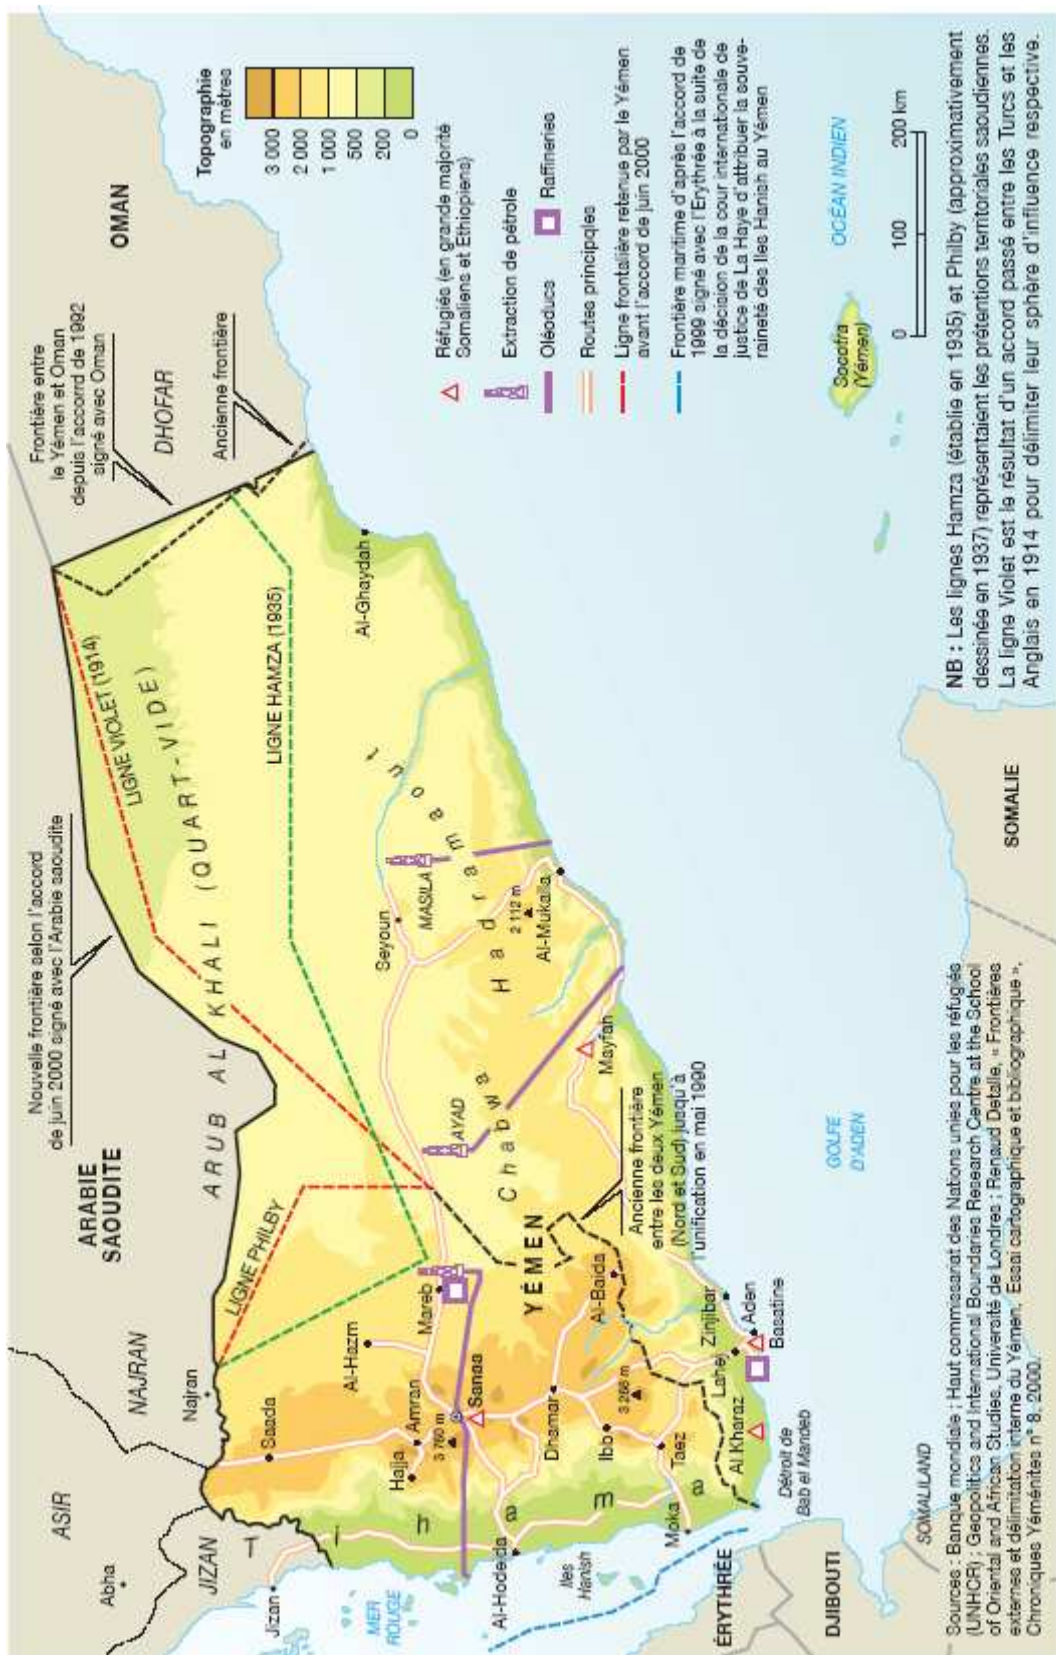 Nouvelle frontière selon l'accord
de juin 2000 signé avec l'Arabie saoudite
Frontière entre
le Yémen et Oman
depuis l'accord de 1992
signé avec Oman
Ancienne frontière
DHOFAR
OMAN
ARABIE
SAOUDITE
ASIR
Abha
NAJRAN
Najran
JIZAN
Jizan
LIGNE VIOLET (1914)
ARUB AL KHALI (QUART-VIDE)
LIGNE HAMZA (1935)
LIGNE PHILBY
Saada
Al-Hazm
Mareb
Amran
Hajja
3 760 m
Sanaa
Al-Hodeida
Tihama
Dhamar
Ibb
3 268 m
Taez
Moka
Al-Baida
Lahej
Zinjibar
Aden
Basatine
Al Kharaz
YÉMEN
Chabwa
AYAD
Mayfah
Hadramaout
Seyoun
MASILA
2 112 m
Al-Mukalla
Al-Ghaydah
Ancienne frontière
entre les deux Yémen
(Nord et Sud) jusqu'à
l'unification en mai 1990
MER
ROUGE
Iles
Hanish
Détroit de
Bab el Mandeb
ÉRYTHRÉE
DJIBOUTI
SOMALILAND
SOMALIE
GOLFE
D'ADEN
OCÉAN INDIEN
Socotra
(Yémen)
0 100 200 km
Topographie
en mètres
3 000
2 000
1 000
500
200
0
Réfugiés (en grande majorité
Somaliens et Ethiopiens)
Extraction de pétrole
Oléoducs
Raffineries
Routes principqles
Ligne frontalière retenue par le Yémen
avant l'accord de juin 2000
Frontière maritime d'après l'accord de
1999 signé avec l'Erythrée à la suite de
la décision de la cour internationale de
justice de La Haye d'attribuer la souve-
raineté des Iles Hanish au Yémen
NB : Les lignes Hamza (établie en 1935) et Philby (approximativement
dessinée en 1937) représentaient les prétentions territoriales saoudiennes.
La ligne Violet est le résultat d'un accord passé entre les Turcs et les
Anglais en 1914 pour délimiter leur sphère d'influence respective.
Sources : Banque mondiale ; Haut commissariat des Nations unies pour les réfugiés
(UNHCR) ; Geopolitics and International Boundaries Research Centre at the School
of Oriental and African Studies, Université de Londres ; Renaud Detalle, « Frontières
externes et délimitation interne du Yémen. Essai cartographique et bibliographique »,
Chroniques Yéménites n° 8, 2000.